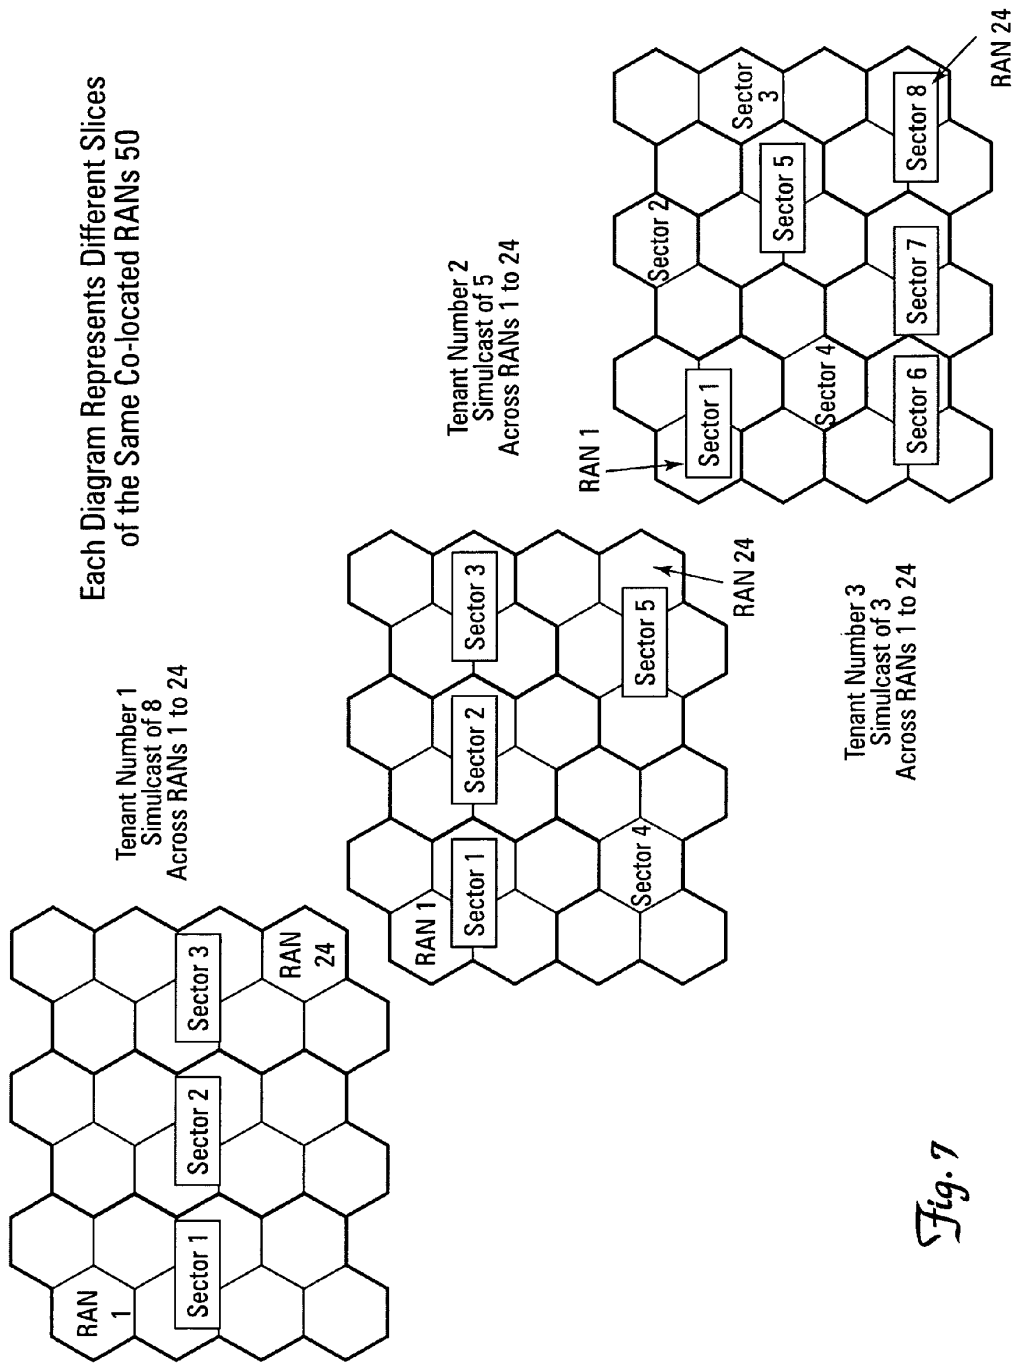 Each Diagram Represents Different Slices
of the Same Co-located RANs 50
Tenant Number 1
Simulcast of 8
Across RANs 1 to 24
RAN
1
Sector 1
Sector 2
Sector 3
RAN
24
Tenant Number 2
Simulcast of 5
Across RANs 1 to 24
RAN 1
Sector 1
Sector 2
Sector 3
Sector 4
Sector 5
RAN 24
Tenant Number 3
Simulcast of 3
Across RANs 1 to 24
RAN 1
Sector 1
Sector 2
Sector
3
Sector 4
Sector 5
Sector 6
Sector 7
Sector 8
RAN 24
Fig. 7